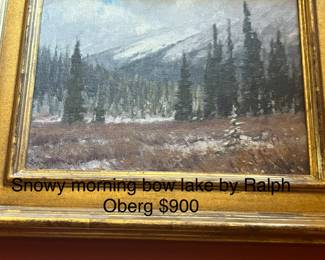 Snowy morning bow lake by Ralph
Oberg $900